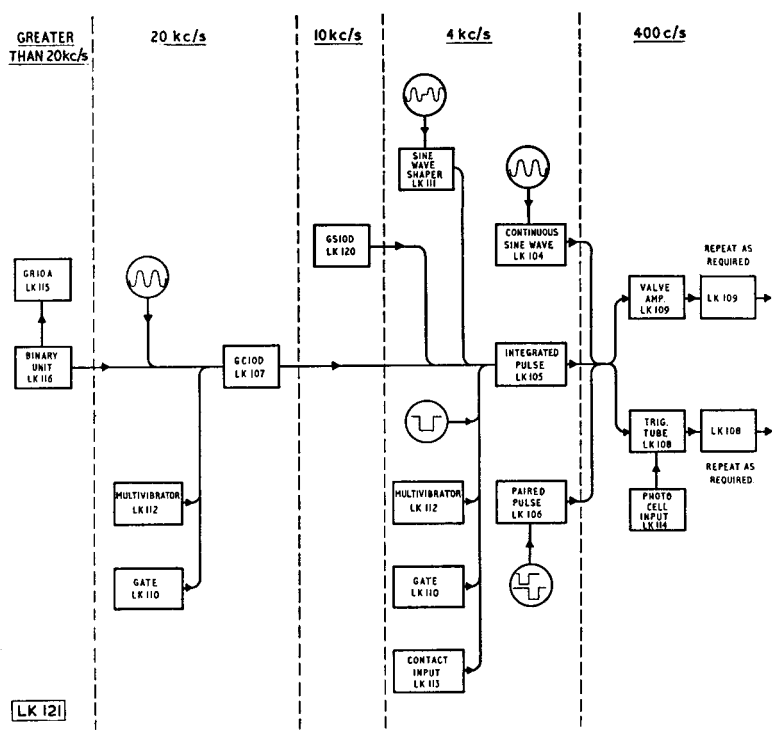 GREATER
THAN 20kc/s
20 kc/s
10kc/s
4kc/s
400c/s
SINE
WAVE
SHAPER
LK 111
GS10D
LK 120
CONTINUOUS
SINE WAVE
LK 104
REPEAT AS
REQUIRED
GR10A
LK 115
VALVE
AMP.
LK 109
LK 109
BINARY
UNIT
LK 116
GC10D
LK 107
INTEGRATED
PULSE
LK 105
TRIG.
TUBE
LK 108
LK 108
REPEAT AS
REQUIRED
MULTIVIBRATOR
LK 112
MULTIVIBRATOR
LK 112
PAIRED
PULSE
LK 106
PHOTO
CELL
INPUT
LK 114
GATE
LK 110
GATE
LK 110
CONTACT
INPUT
LK 113
LK 121